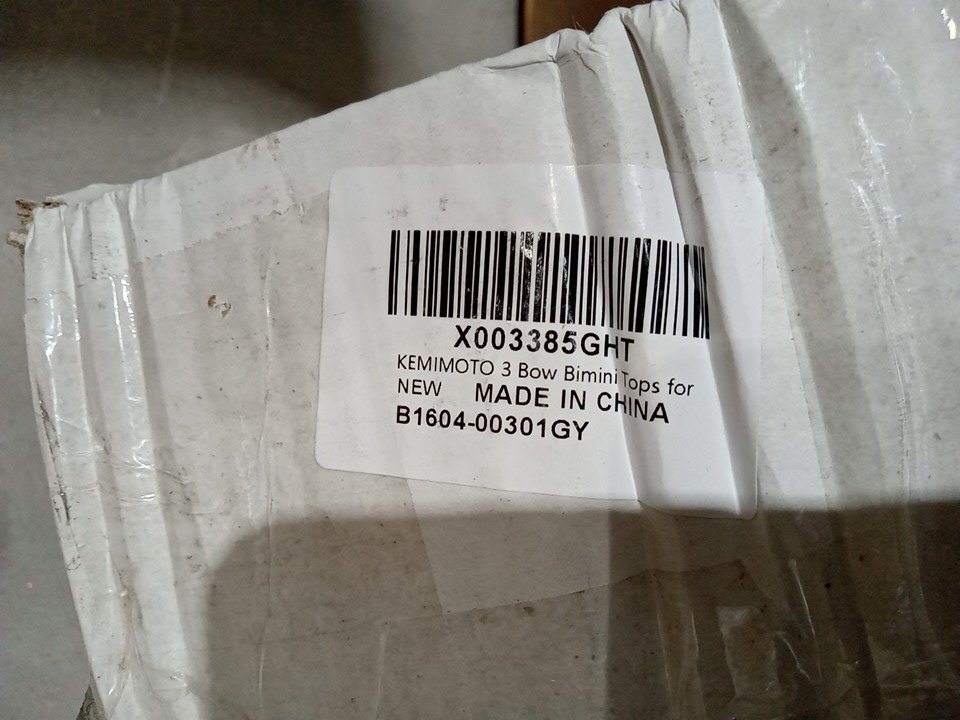 X003385GHT
KEMIMOTO 3 Bow Bimini Tops for
NEW MADE IN CHINA
B1604-00301GY